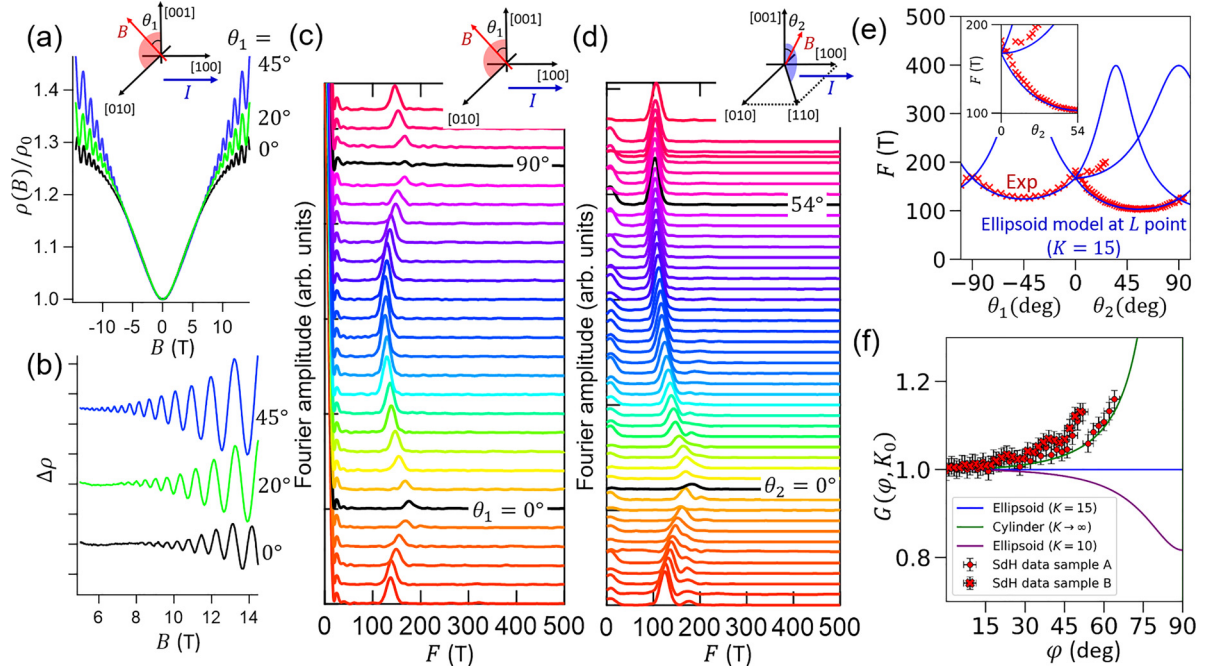 (a)
θ₁
[001]
B
[100]
I
[010]
θ₁ =
45°
20°
0°
1.4
1.3
1.2
1.1
1.0
ρ(B)/ρ₀
-10
-5
0
5
10
B (T)
(b)
Δρ
45°
20°
0°
6
8
10
12
14
B (T)
(c)
[001]
θ₁
B
[100]
I
[010]
90°
θ₁ = 0°
Fourier amplitude (arb. units)
0
100
200
300
400
500
F (T)
(d)
[001]
θ₂
B
[100]
I
[010]
[110]
54°
θ₂ = 0°
Fourier amplitude (arb. units)
0
100
200
300
400
500
F (T)
(e)
500
400
300
200
100
0
F (T)
200
100
F (T)
0
θ₂
54
Exp
Ellipsoid model at L point
(K = 15)
−90
−45
0
45
90
θ₁(deg)
θ₂(deg)
(f)
1.2
1.0
0.8
G(φ, K₀)
Ellipsoid (K = 15)
Cylinder (K → ∞)
Ellipsoid (K = 10)
SdH data sample A
SdH data sample B
15
30
45
60
75
90
φ (deg)